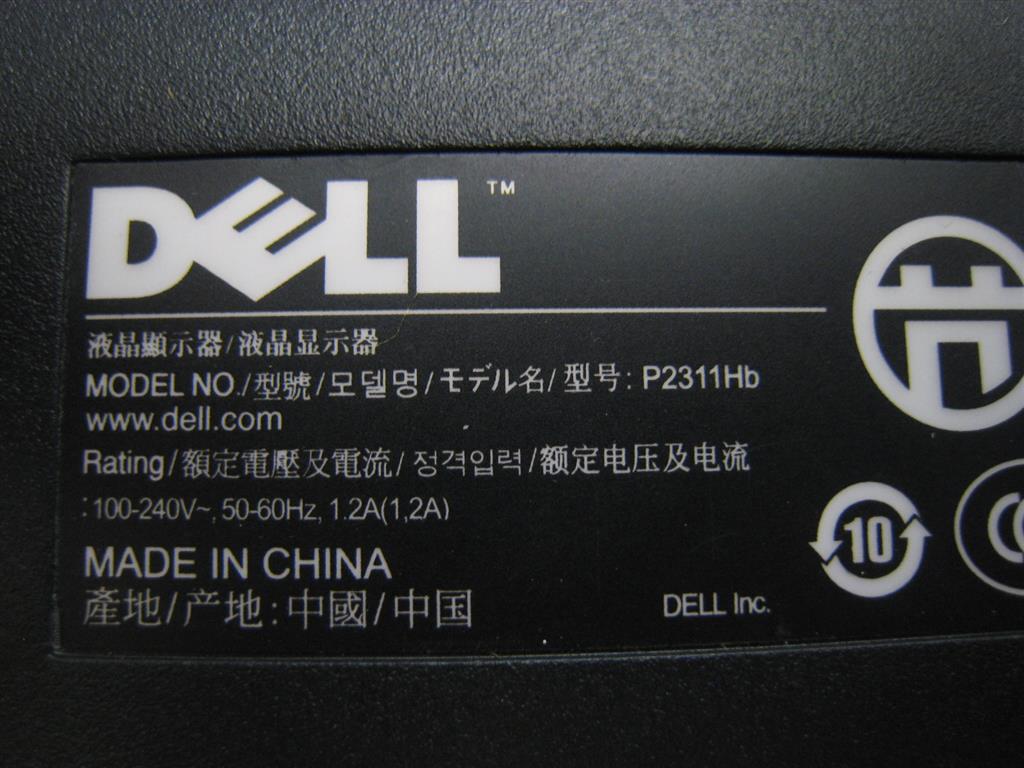 DELL™
液晶顯示器/液晶显示器
MODEL NO./型號/모델명/モデル名/型号: P2311Hb
www.dell.com
Rating/額定電壓及電流/정격입력/额定电压及电流
:100-240V~, 50-60Hz, 1.2A(1,2A)
10
MADE IN CHINA
產地/产地:中國/中国
DELL Inc.